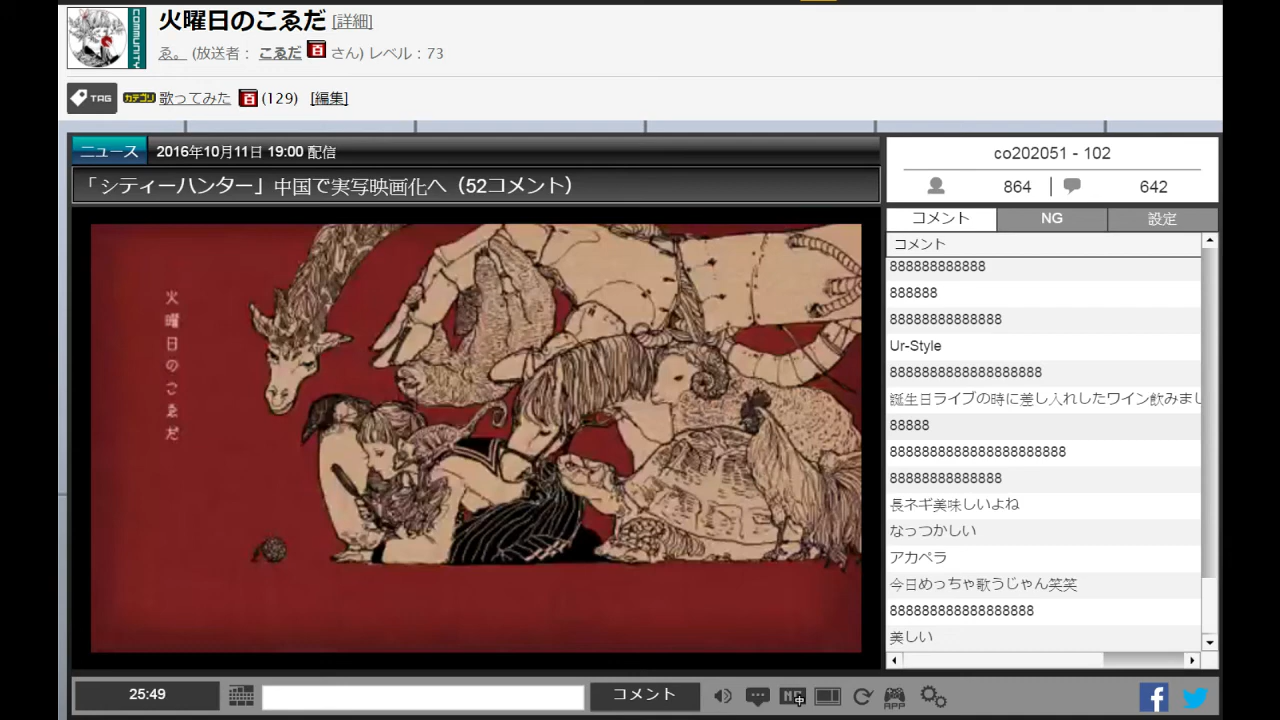 火曜日のこゑだ [詳細]
COMMUNITY
ゑ。 (放送者： こゑだ 百 さん) レベル：73
TAG カテゴリ 歌ってみた 百 (129) [編集]
ニュース 2016年10月11日 19:00 配信
「シティーハンター」中国で実写映画化へ（52コメント）
火曜日のこゑだ
co202051 - 102
864 642
コメント NG 設定
コメント
888888888888
888888
88888888888888
Ur-Style
8888888888888888888
誕生日ライブの時に差し入れしたワイン飲みまし
88888
8888888888888888888888
88888888888888
長ネギ美味しいよね
なっつかしい
アカペラ
今日めっちゃ歌うじゃん笑笑
888888888888888888
美しい
25:49 コメント NG APP